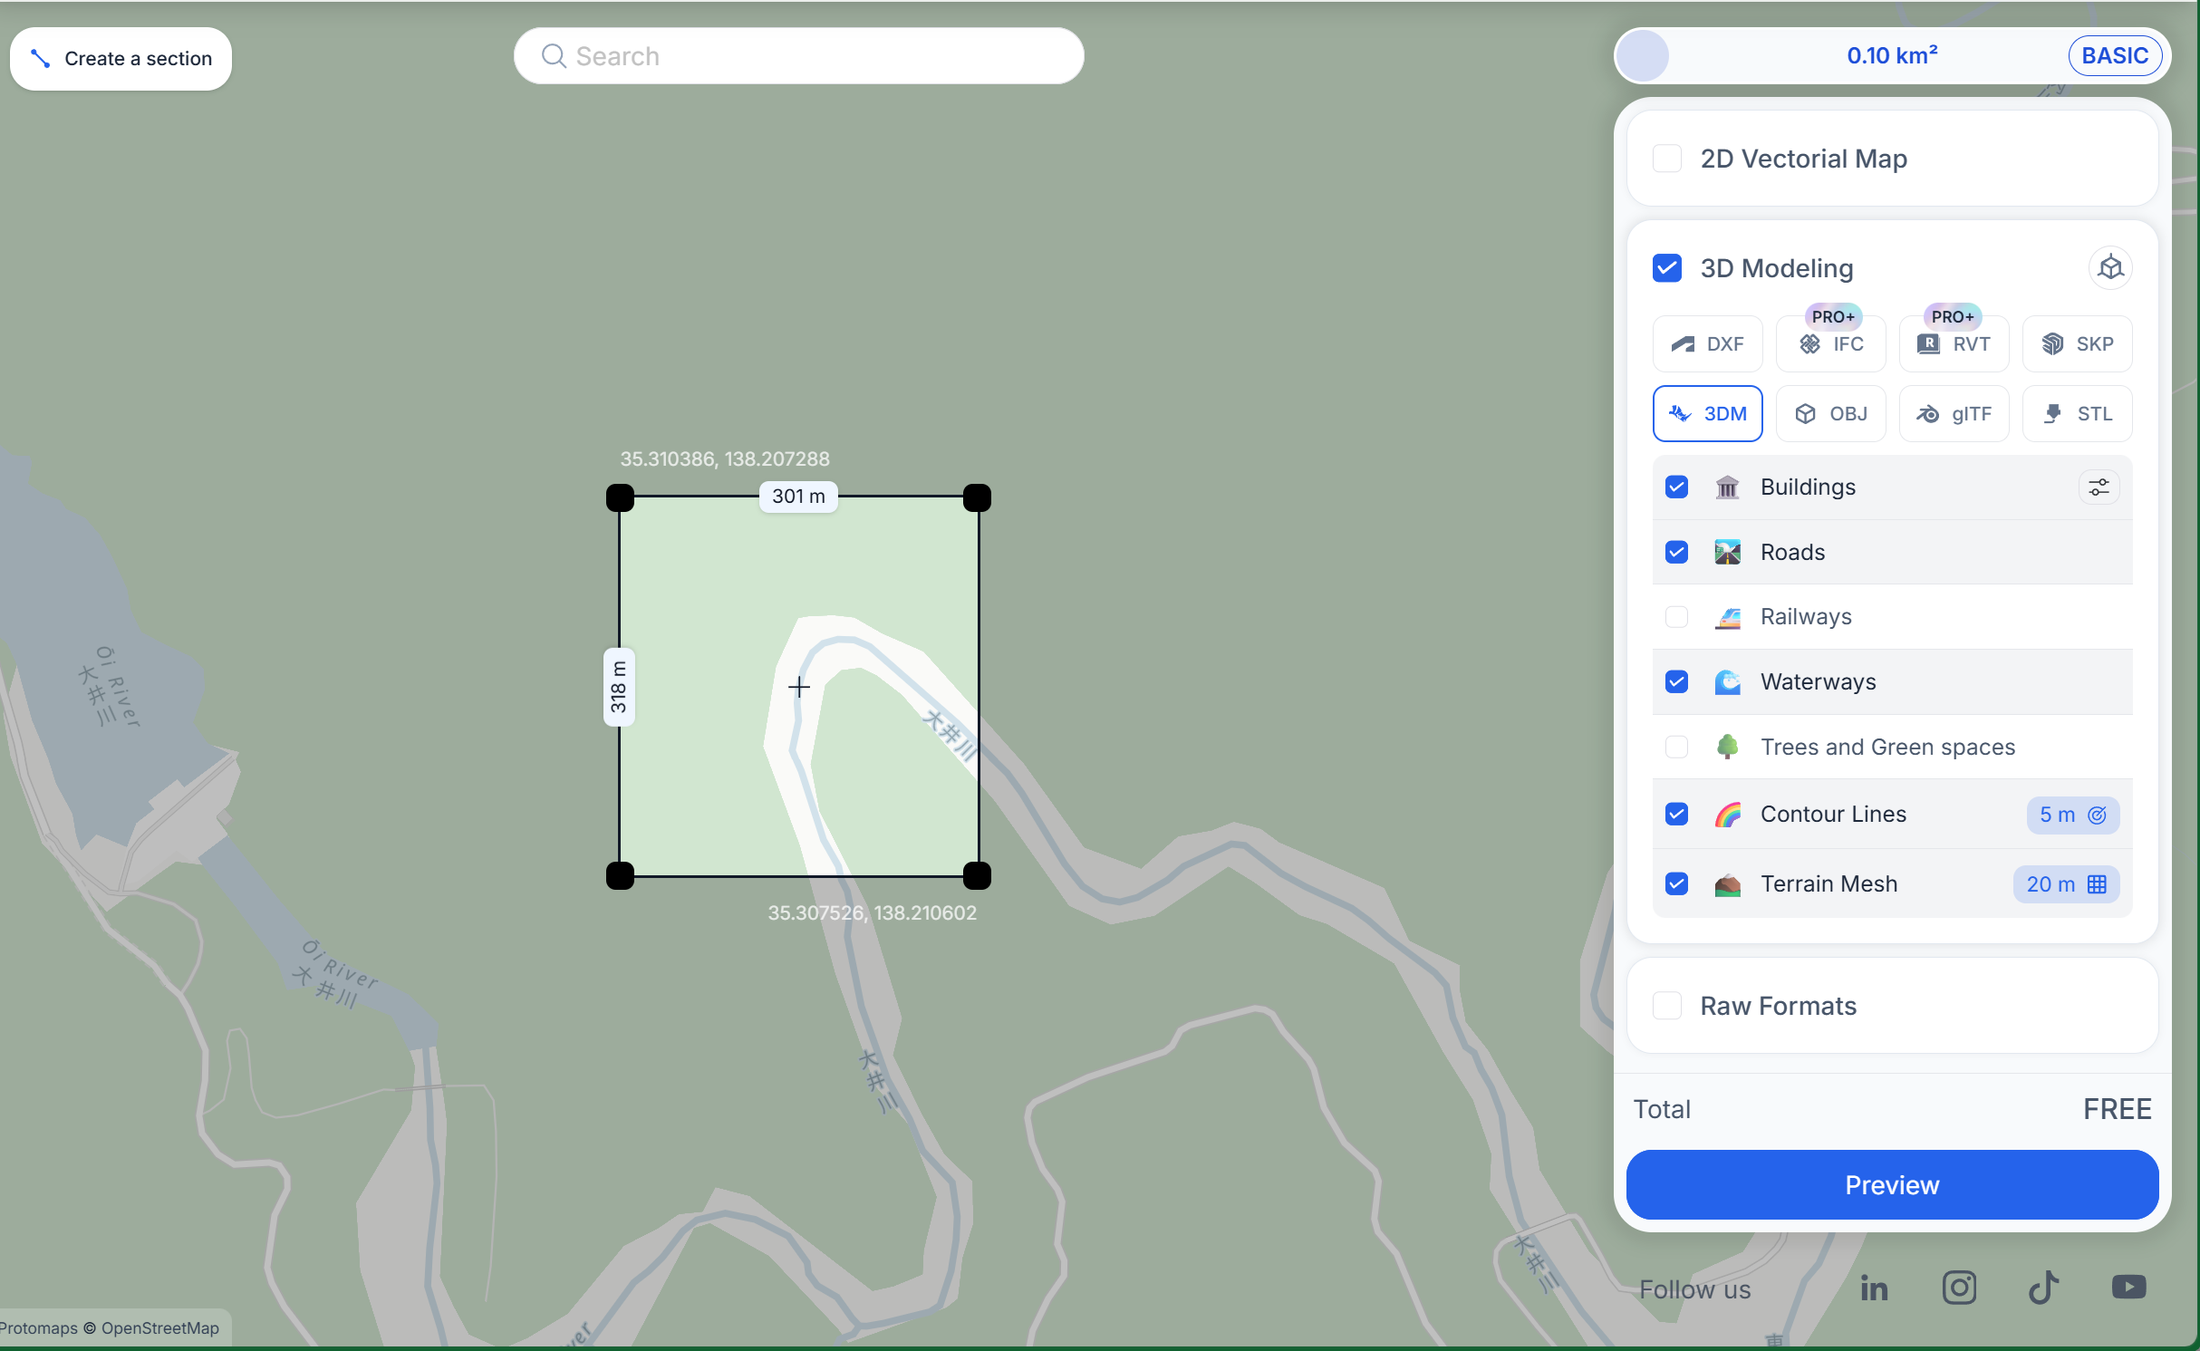 Create a section
Search
0.10 km²
BASIC
2D Vectorial Map
3D Modeling
PRO+
PRO+
DXF
IFC
RVT
SKP
3DM
OBJ
glTF
STL
Buildings
Roads
Railways
Waterways
Trees and Green spaces
Contour Lines
5 m
Terrain Mesh
20 m
Raw Formats
Total
FREE
Preview
Follow us
35.310386, 138.207288
301 m
318 m
35.307526, 138.210602
Ōi River
大井川
大井川
Ōi River
大井川
大井川
大井川
Protomaps © OpenStreetMap